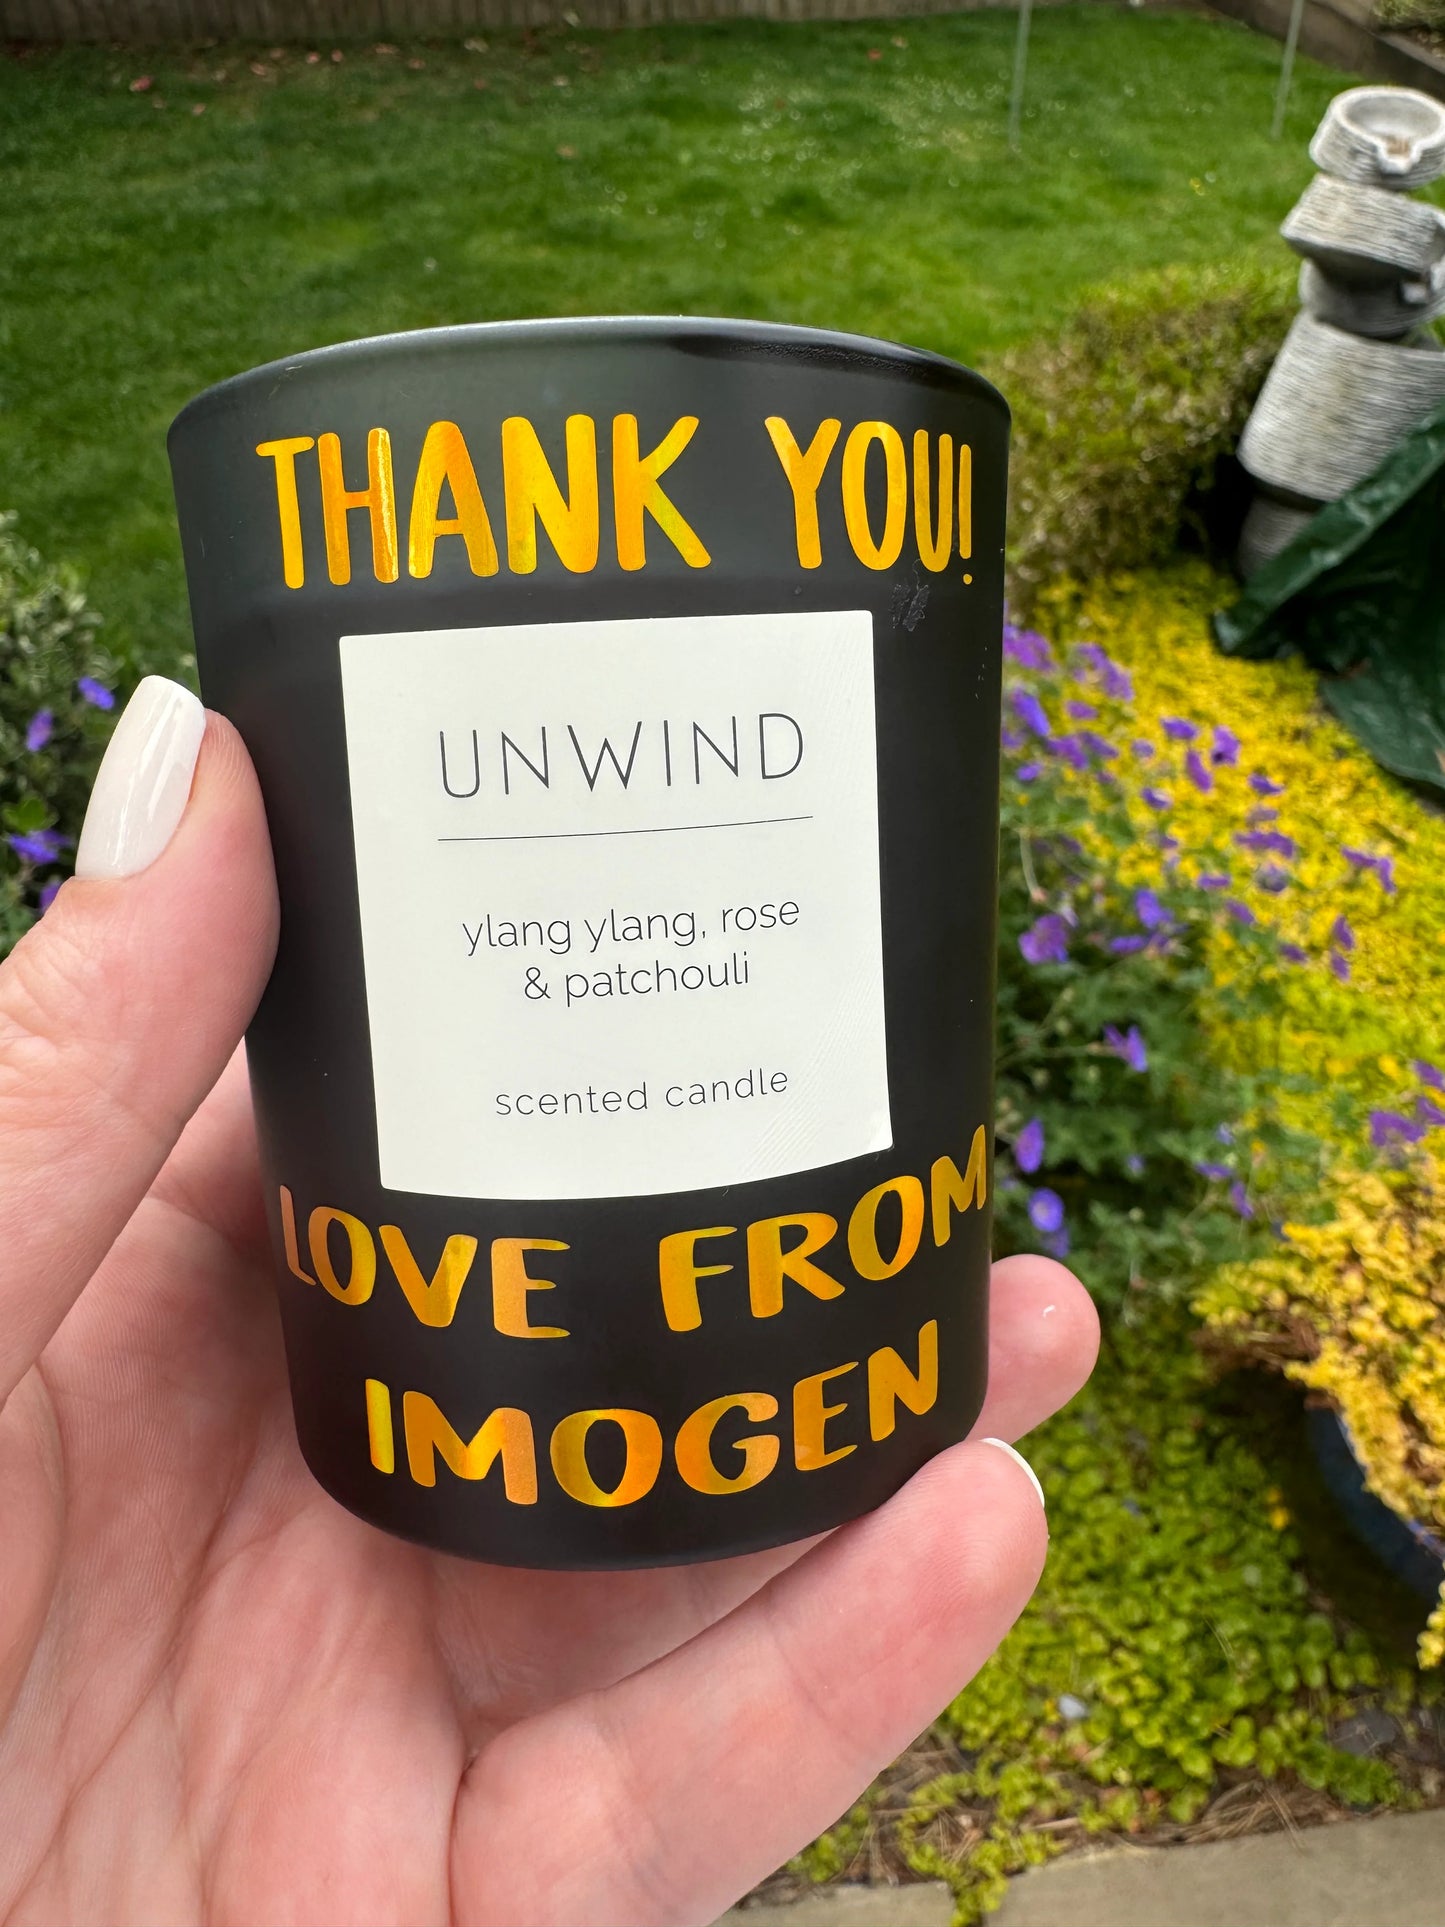 THANK YOU!
UNWIND
ylang ylang, rose
& patchouli
scented candle
LOVE FROM
IMOGEN